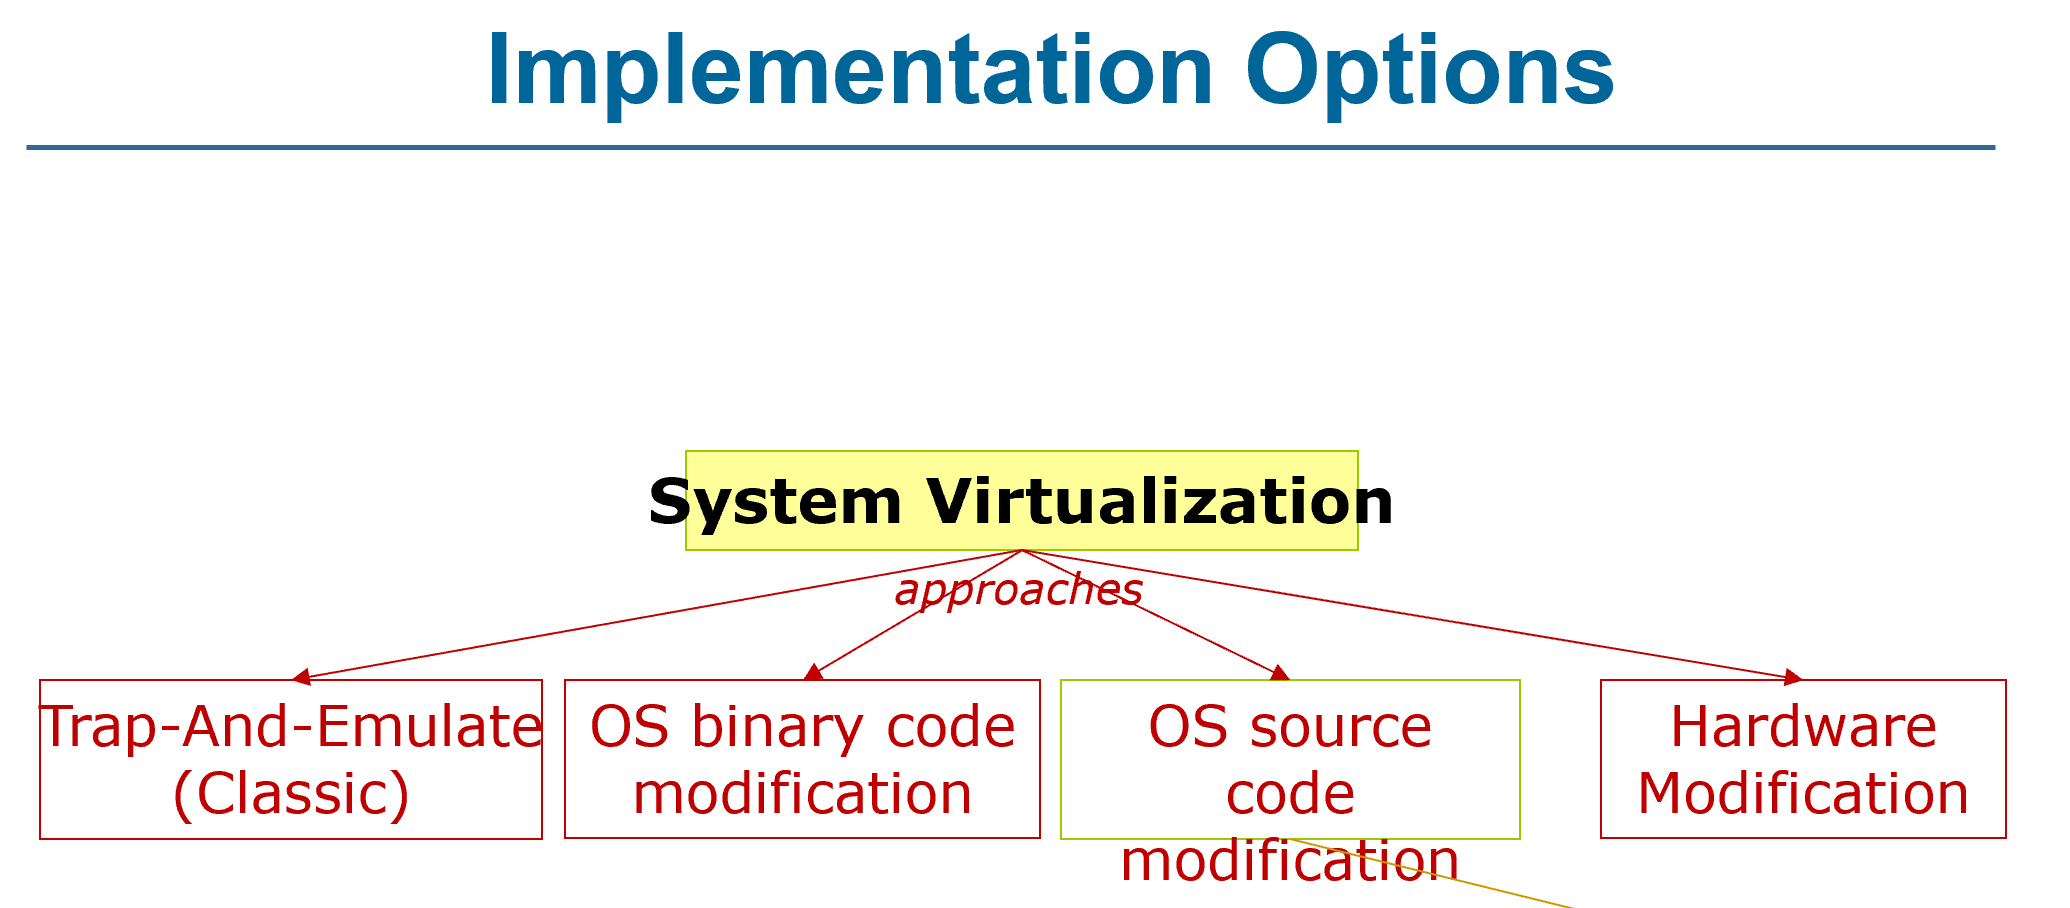 Implementation Options
System Virtualization
approaches
Trap-And-Emulate
(Classic)
OS binary code
modification
OS source
code
modification
Hardware
Modification